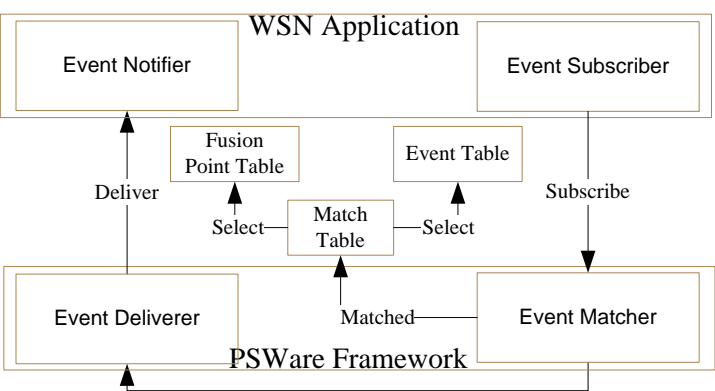 WSN Application
Event Notifier
Event Subscriber
Fusion
Point Table
Event Table
Deliver
Subscribe
Match
Table
Select
Select
Event Deliverer
Matched
Event Matcher
PSWare Framework